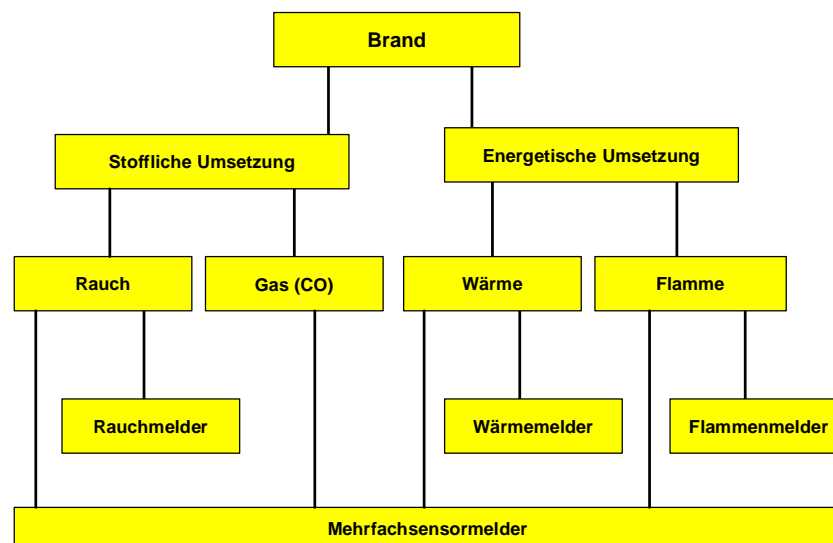 Brand
Stoffliche Umsetzung
Energetische Umsetzung
Rauch
Gas (CO)
Wärme
Flamme
Rauchmelder
Wärmemelder
Flammenmelder
Mehrfachsensormelder